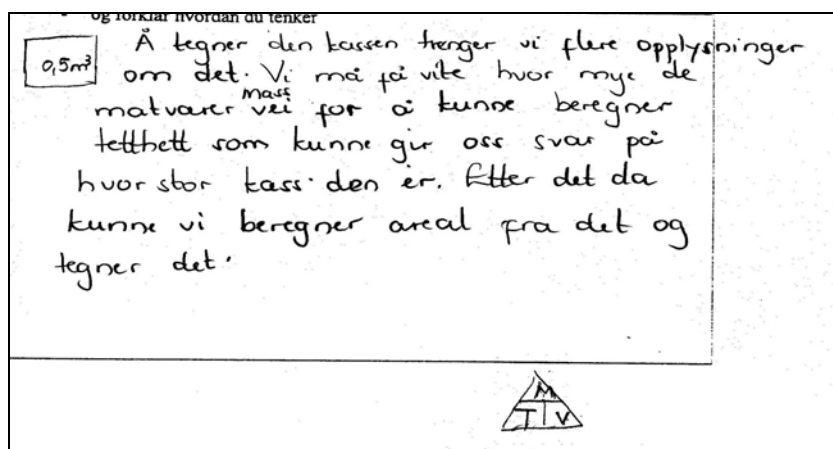 og forklar hvordan du tenker
0,5m³
Å tegner den kassen trenger vi flere opplysninger
om det. Vi må få vite hvor mye de
mass
matvarer vei for å kunne beregner
tetthett som kunne gir oss svar på
hvor stor kass den er. Etter det da
kunne vi beregner areal fra det og
tegner det.
M
T V